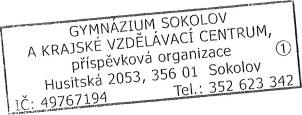 GYMNÁZIUM SOKOLOV
A KRAJSKÉ VZDĚLÁVACÍ CENTRUM,
příspěvková organizace ①
Husitská 2053, 356 01 Sokolov
IČ: 49767194 Tel.: 352 623 342